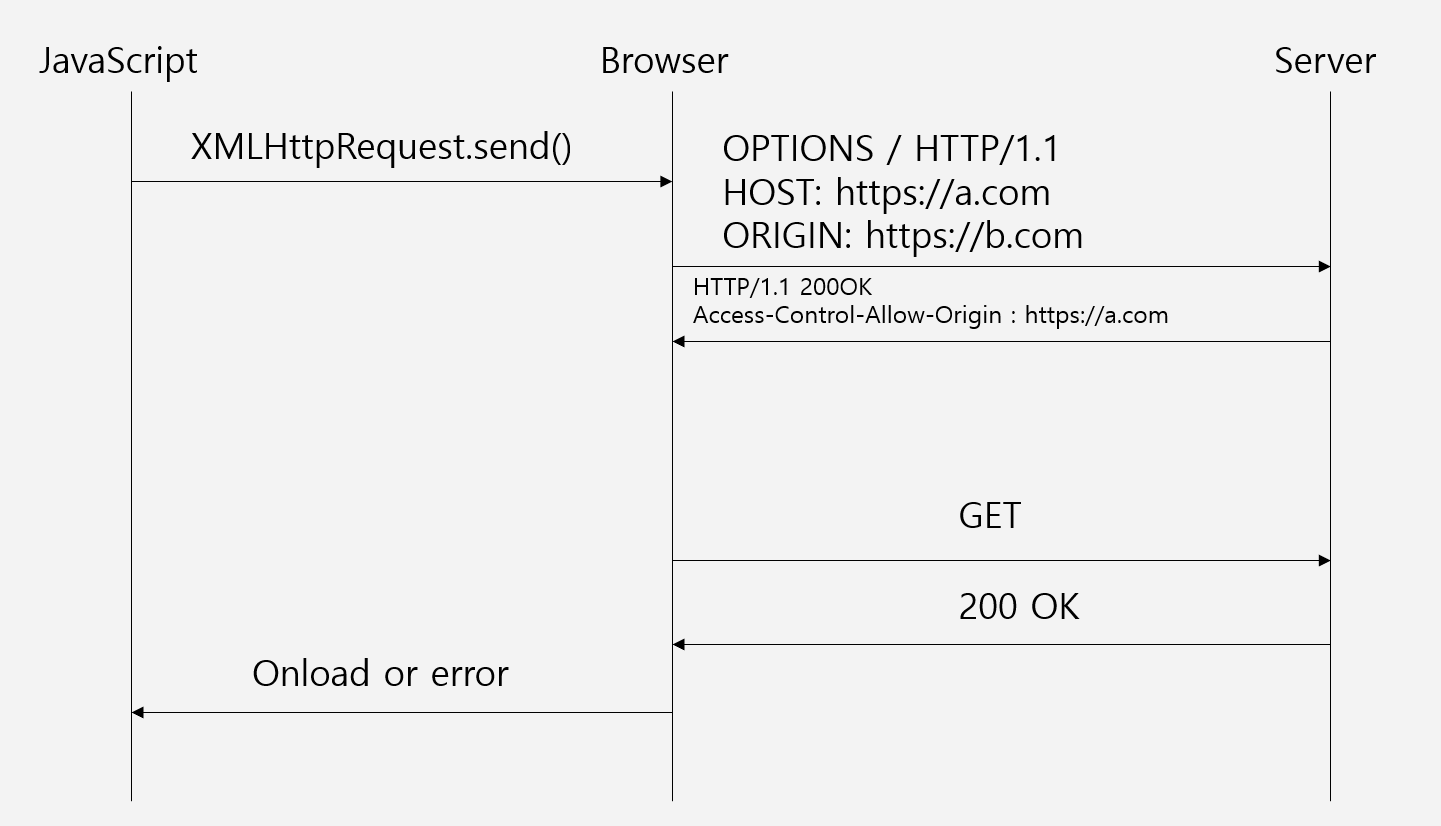 JavaScript
Browser
Server
XMLHttpRequest.send()
OPTIONS / HTTP/1.1
HOST: https://a.com
ORIGIN: https://b.com
HTTP/1.1 200OK
Access-Control-Allow-Origin : https://a.com
GET
200 OK
Onload or error